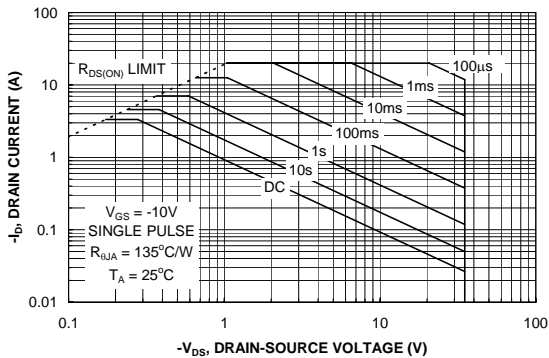 100
10
1
0.1
0.01
-I_D, DRAIN CURRENT (A)
R_DS(ON) LIMIT
100μs
1ms
10ms
100ms
1s
10s
DC
V_GS = -10V
SINGLE PULSE
R_θJA = 135°C/W
T_A = 25°C
0.1
1
10
100
-V_DS, DRAIN-SOURCE VOLTAGE (V)